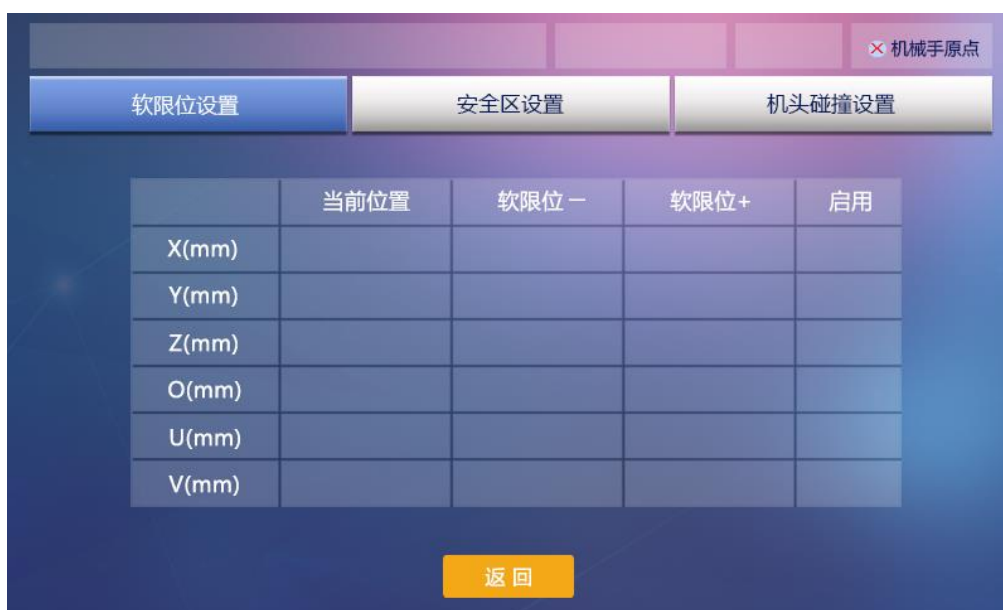 机械手原点
软限位设置 安全区设置 机头碰撞设置
当前位置 软限位－ 软限位+ 启用
X(mm)
Y(mm)
Z(mm)
O(mm)
U(mm)
V(mm)
返回